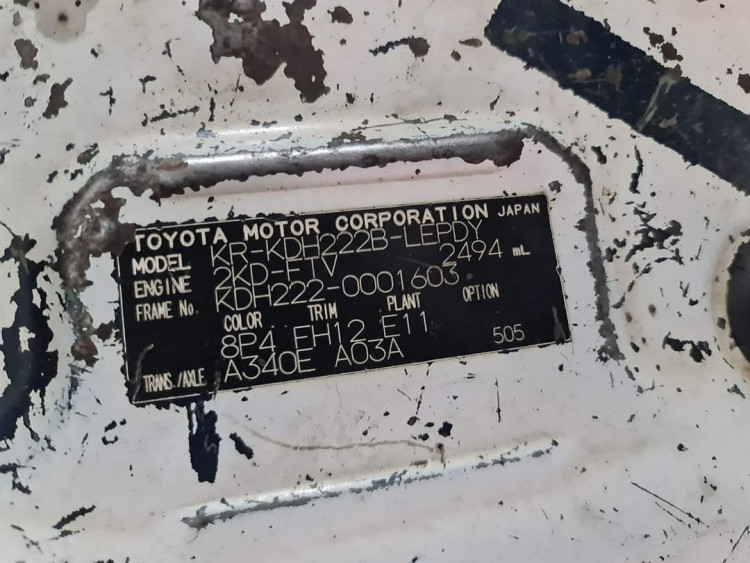 TOYOTA MOTOR CORPORATION JAPAN
MODEL KR-KDH222B-LEPDY
ENGINE 2KD-FTV 2494 mL
FRAME No. KDH222-0001603
COLOR TRIM PLANT OPTION
8P4 FH12 E11
TRANS./AXLE A340E A03A 505